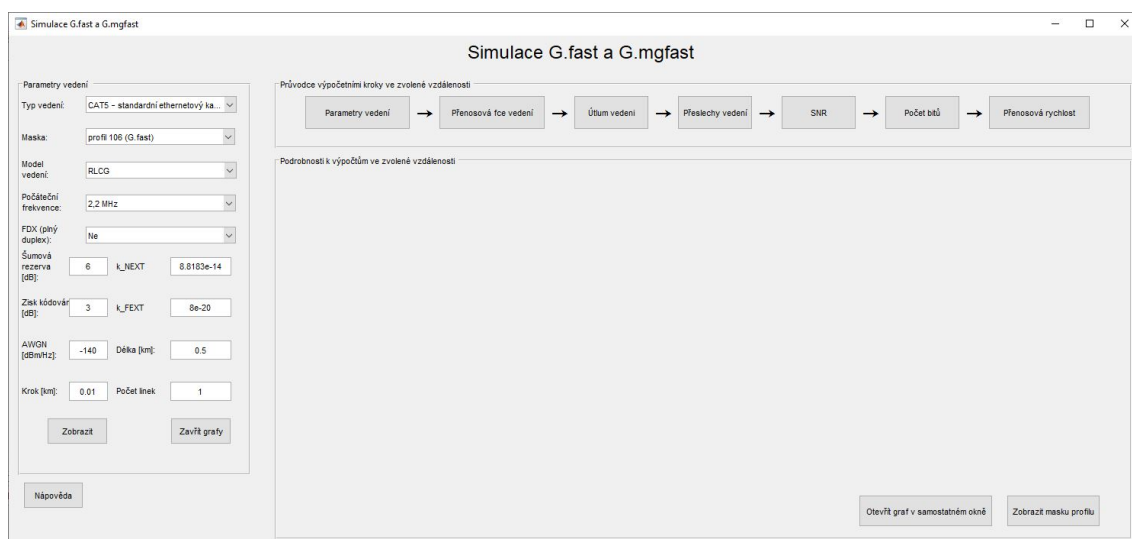 Simulace G.fast a G.mgfast
Simulace G.fast a G.mgfast
Parametry vedení
Typ vedení:
CAT5 – standardní ethernetový ka...
Maska:
profil 106 (G.fast)
Model
vedení:
RLCG
Počáteční
frekvence:
2,2 MHz
FDX (plný
duplex):
Ne
Šumová
rezerva
[dB]:
6
k_NEXT
8.8183e-14
Zisk kódován
[dB]:
3
k_FEXT
8e-20
AWGN
[dBm/Hz]:
-140
Délka [km]:
0.5
Krok [km]:
0.01
Počet linek
1
Zobrazit
Zavřít grafy
Nápověda
Průvodce výpočetními kroky ve zvolené vzdálenosti
Parametry vedení → Přenosová fce vedení → Útlum vedeni → Přeslechy vedení → SNR → Počet bitů → Přenosová rychlost
Podrobnosti k výpočtům ve zvolené vzdálenosti
Otevřít graf v samostatném okně
Zobrazit masku profilu